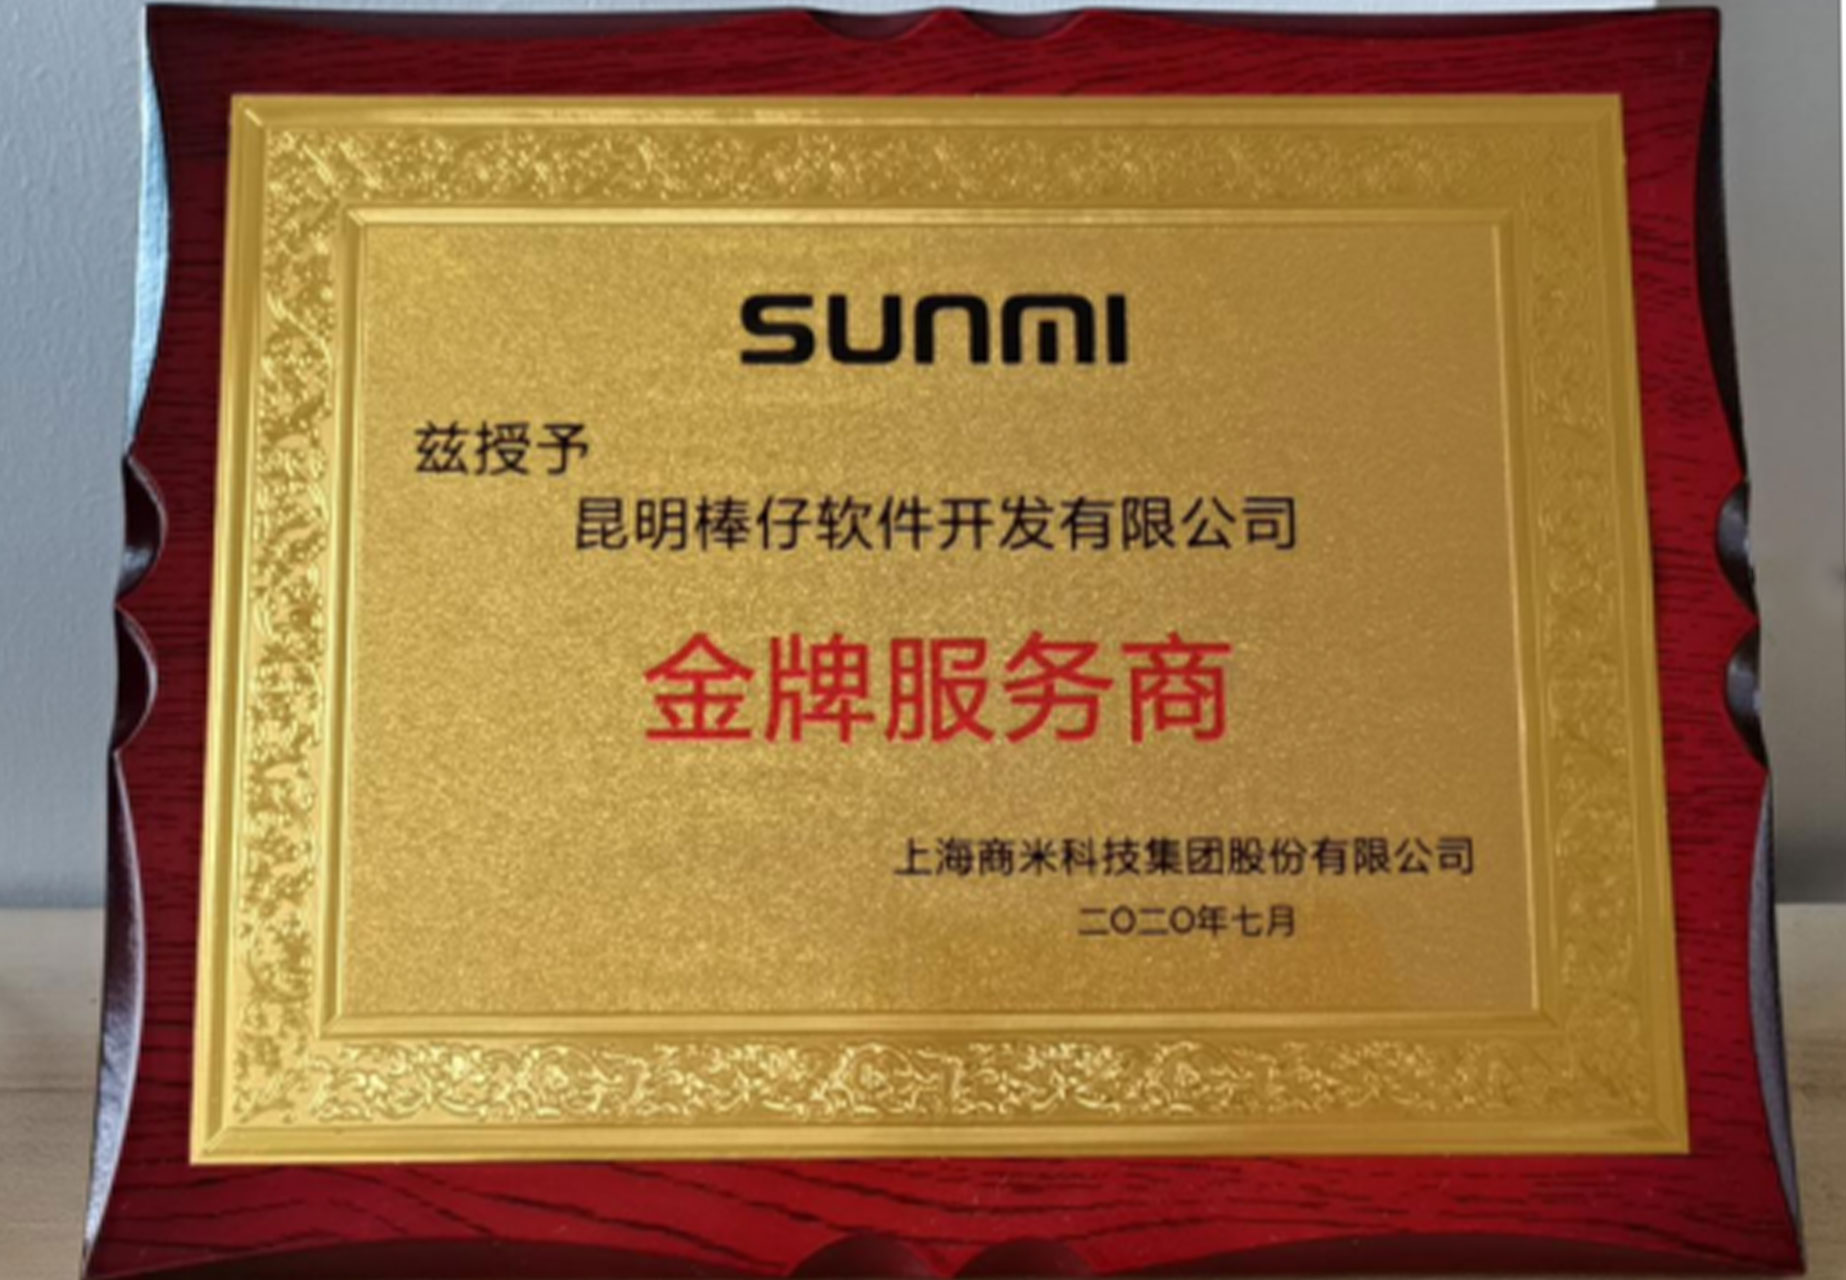 SUNMI
兹授予
昆明棒仔软件开发有限公司
金牌服务商
上海商米科技集团股份有限公司
二〇二〇年七月